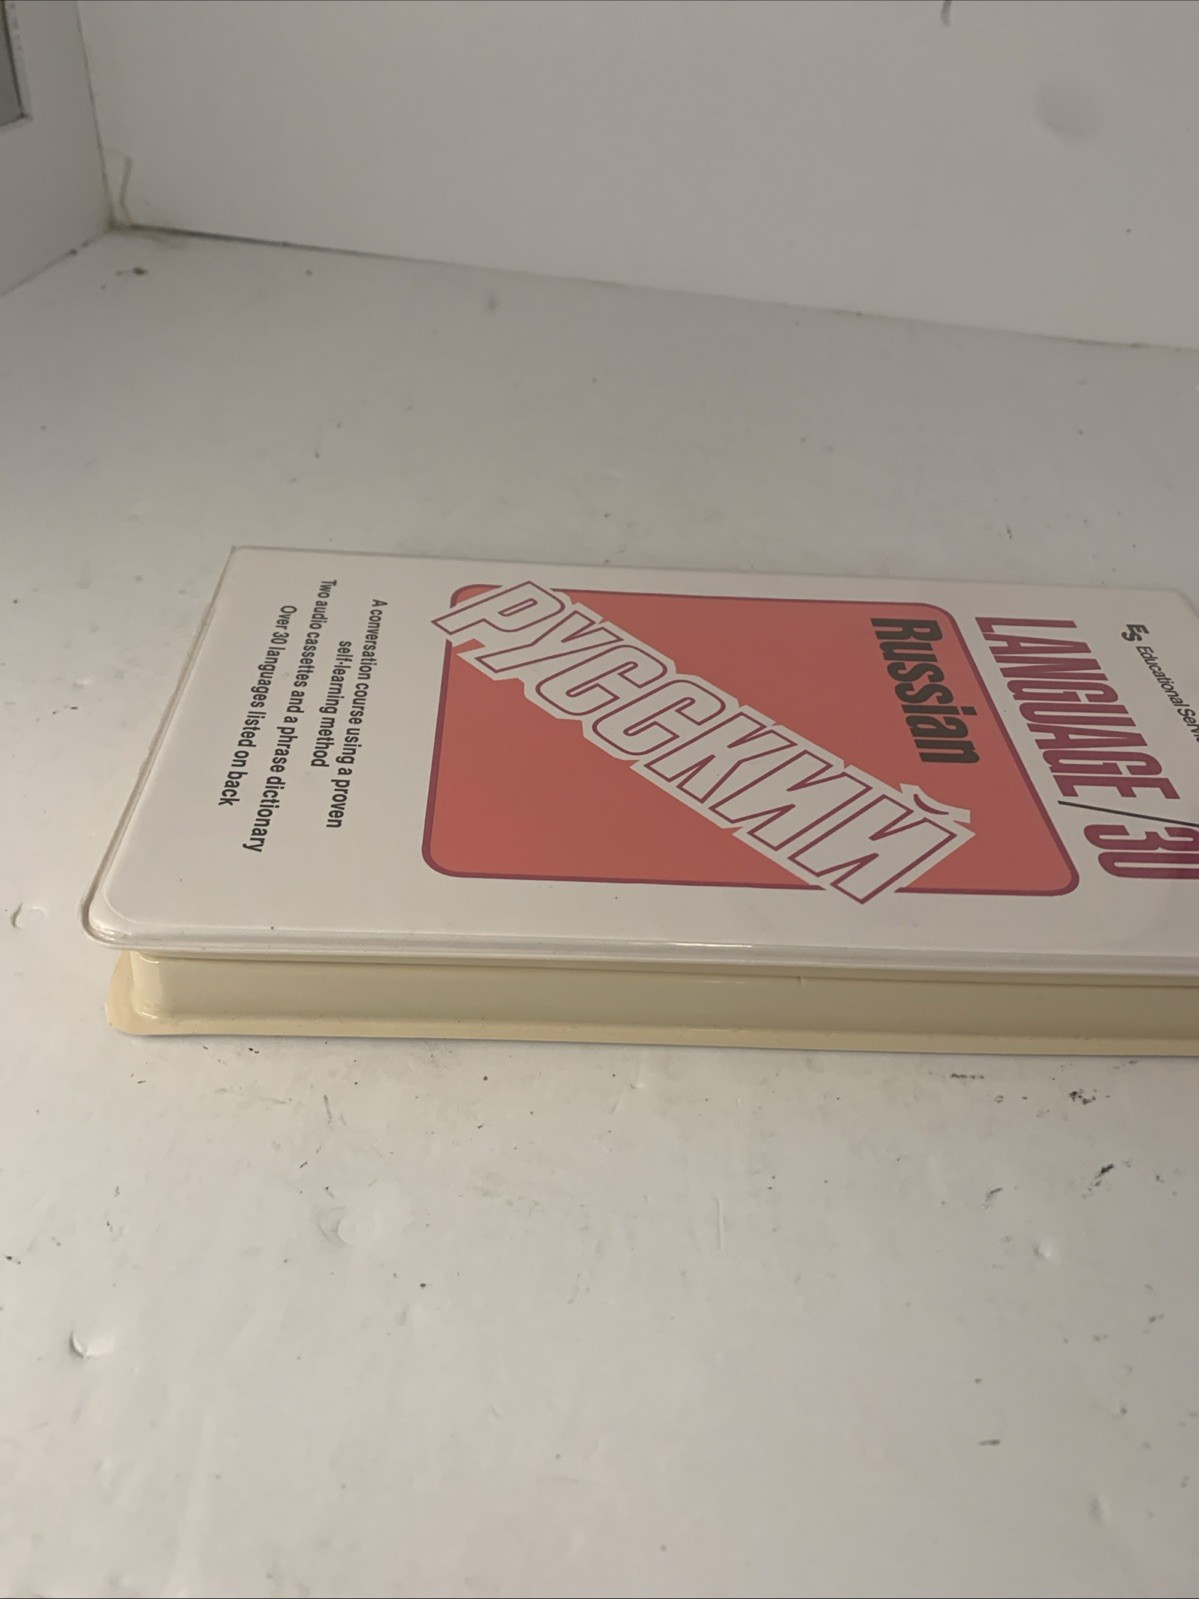 ES Educational
LANGUAGE/30
Russian
РУССКИЙ
A conversation course using a proven
self-learning method
Two audio cassettes and a phrase dictionary
Over 30 languages listed on back